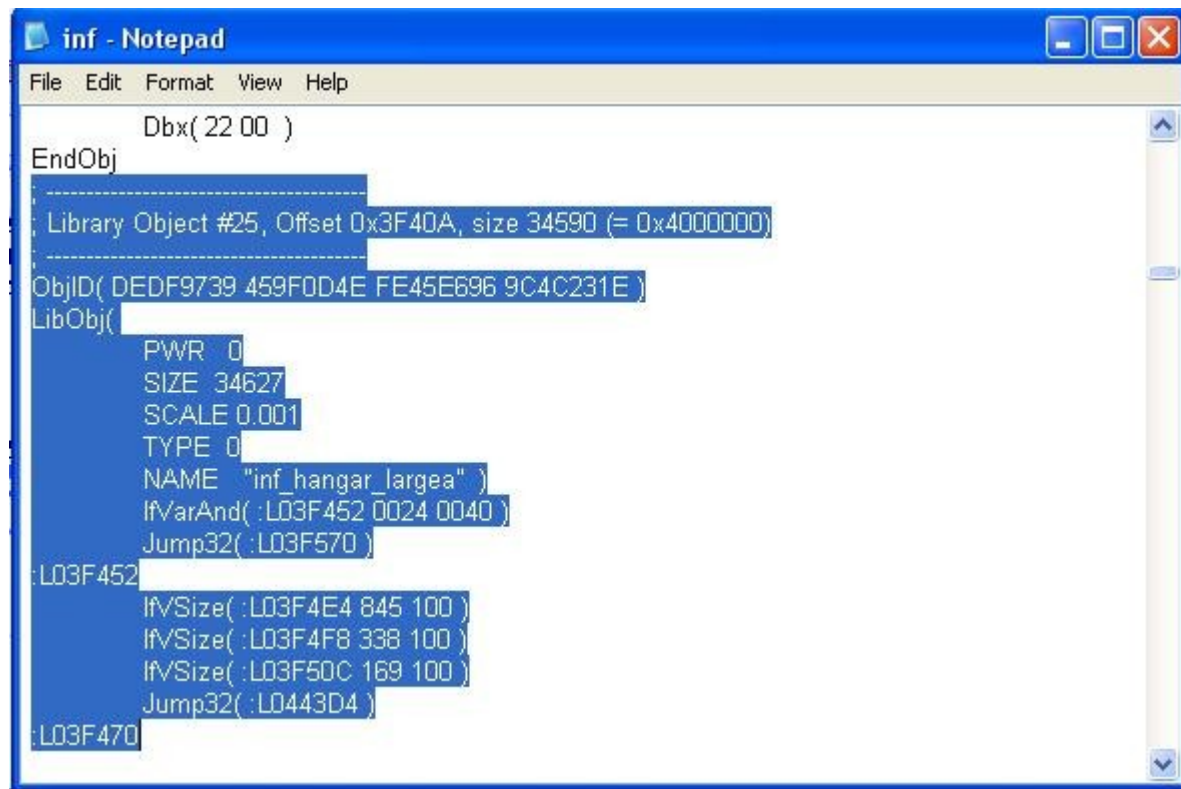 inf - Notepad
File Edit Format View Help
Dbx( 22 00 )
EndObj
; ----------------------------------------
; Library Object #25, Offset 0x3F40A, size 34590 (= 0x4000000)
; ----------------------------------------
ObjID( DEDF9739 459F0D4E FE45E696 9C4C231E )
LibObj(
PWR 0
SIZE 34627
SCALE 0.001
TYPE 0
NAME "inf_hangar_largea" )
IfVarAnd( :L03F452 0024 0040 )
Jump32( :L03F570 )
:L03F452
IfVSize( :L03F4E4 845 100 )
IfVSize( :L03F4F8 338 100 )
IfVSize( :L03F50C 169 100 )
Jump32( :L0443D4 )
:L03F470